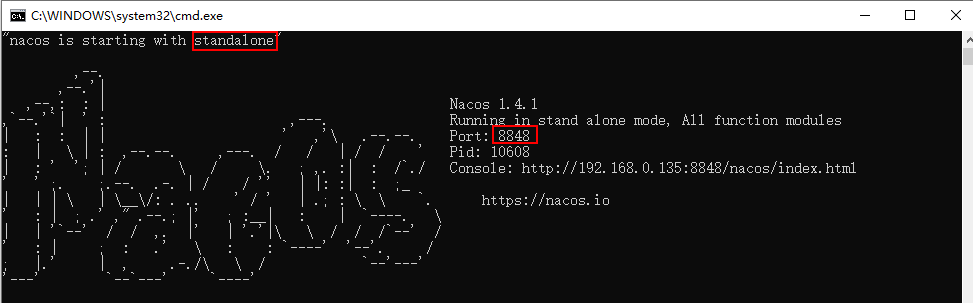 C:\WINDOWS\system32\cmd.exe
"nacos is starting with standalone"
Nacos 1.4.1
Running in stand alone mode, All function modules
Port: 8848
Pid: 10608
Console: http://192.168.0.135:8848/nacos/index.html
https://nacos.io